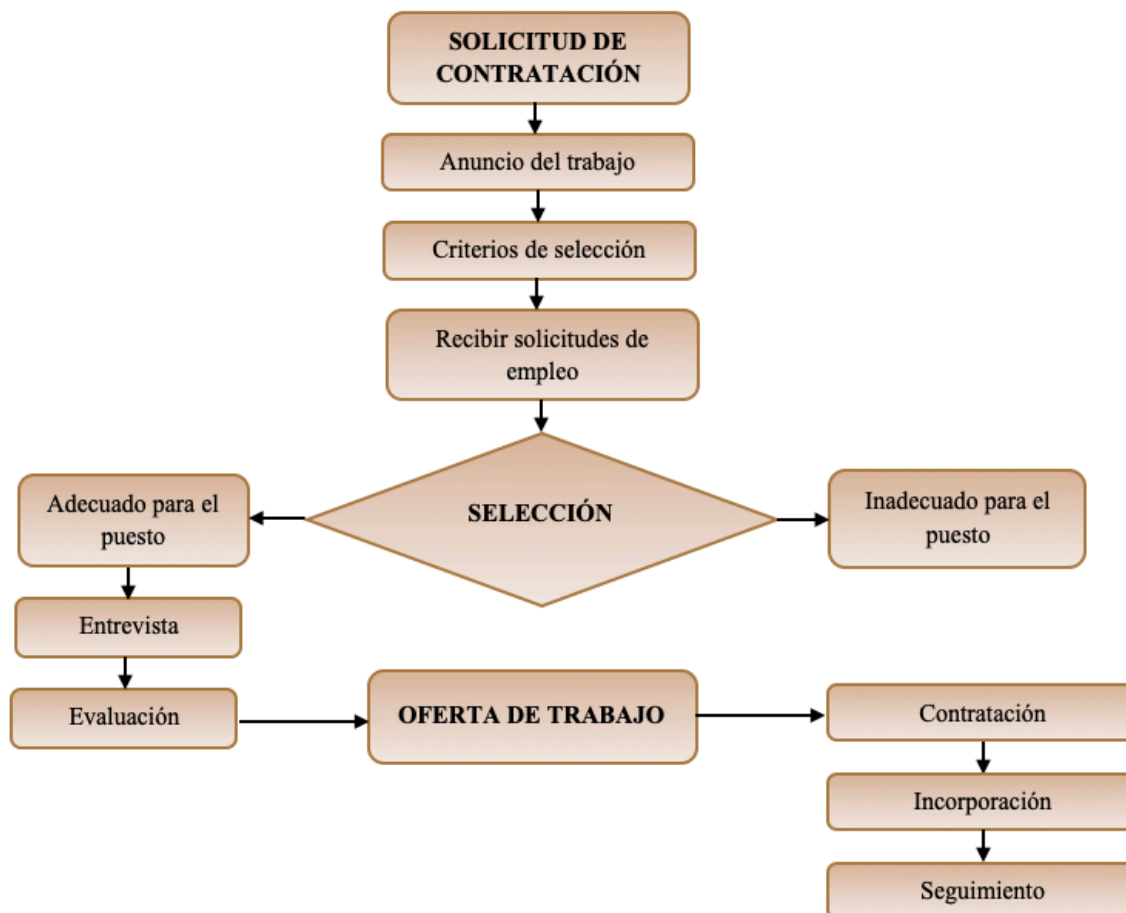 SOLICITUD DE
CONTRATACIÓN
Anuncio del trabajo
Criterios de selección
Recibir solicitudes de
empleo
SELECCIÓN
Adecuado para el
puesto
Inadecuado para el
puesto
Entrevista
Evaluación
OFERTA DE TRABAJO
Contratación
Incorporación
Seguimiento